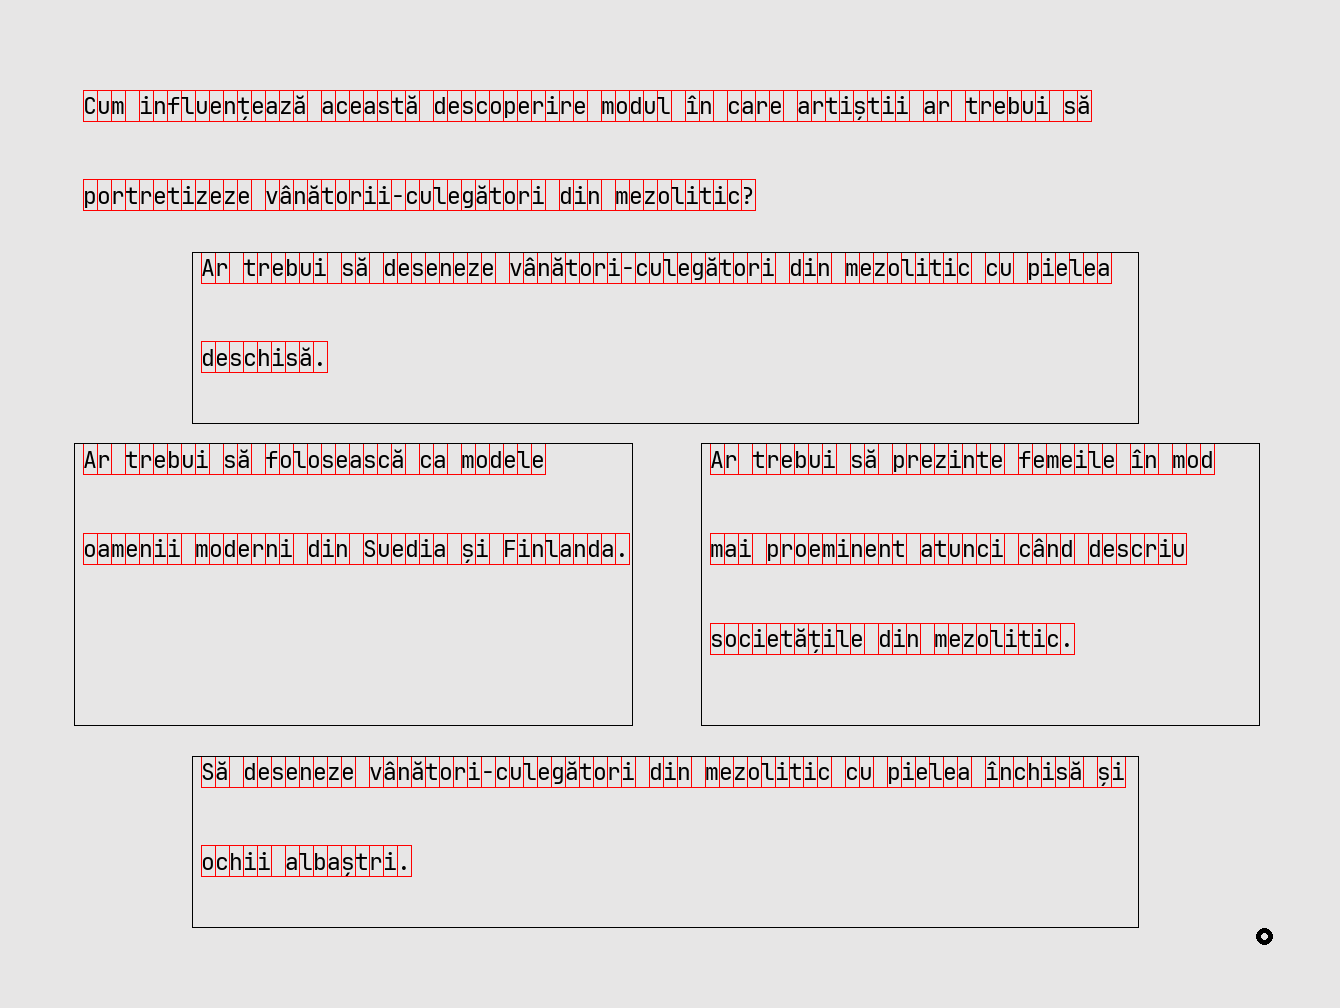 Cum influențează această descoperire modul în care artiștii ar trebui să
portretizeze vânătorii-culegători din mezolitic?
Ar trebui să deseneze vânători-culegători din mezolitic cu pielea
deschisă.
Ar trebui să folosească ca modele
oamenii moderni din Suedia și Finlanda.
Ar trebui să prezinte femeile în mod
mai proeminent atunci când descriu
societățile din mezolitic.
Să deseneze vânători-culegători din mezolitic cu pielea închisă și
ochii albaștri.